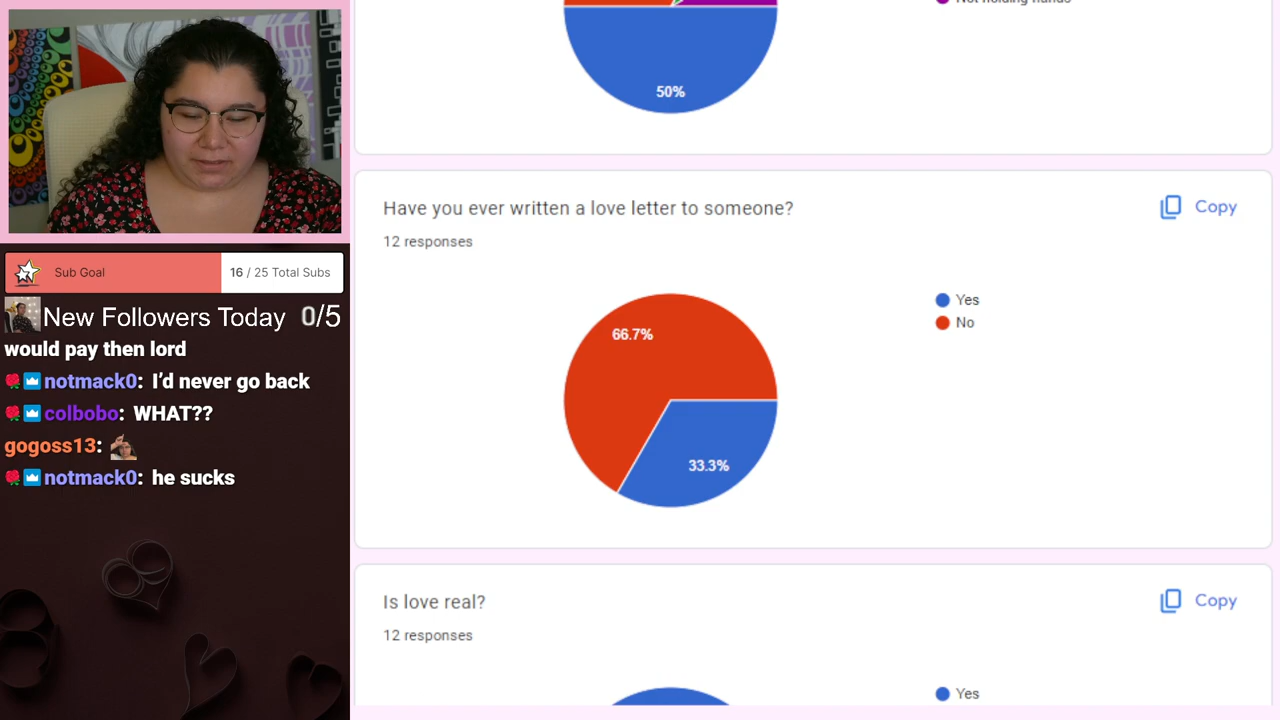 Sub Goal
16 / 25 Total Subs
New Followers Today 0/5
would pay then lord
notmack0: I'd never go back
colbobo: WHAT??
gogoss13:
notmack0: he sucks
50%
Have you ever written a love letter to someone?
Copy
12 responses
Yes
No
66.7%
33.3%
Is love real?
Copy
12 responses
Yes